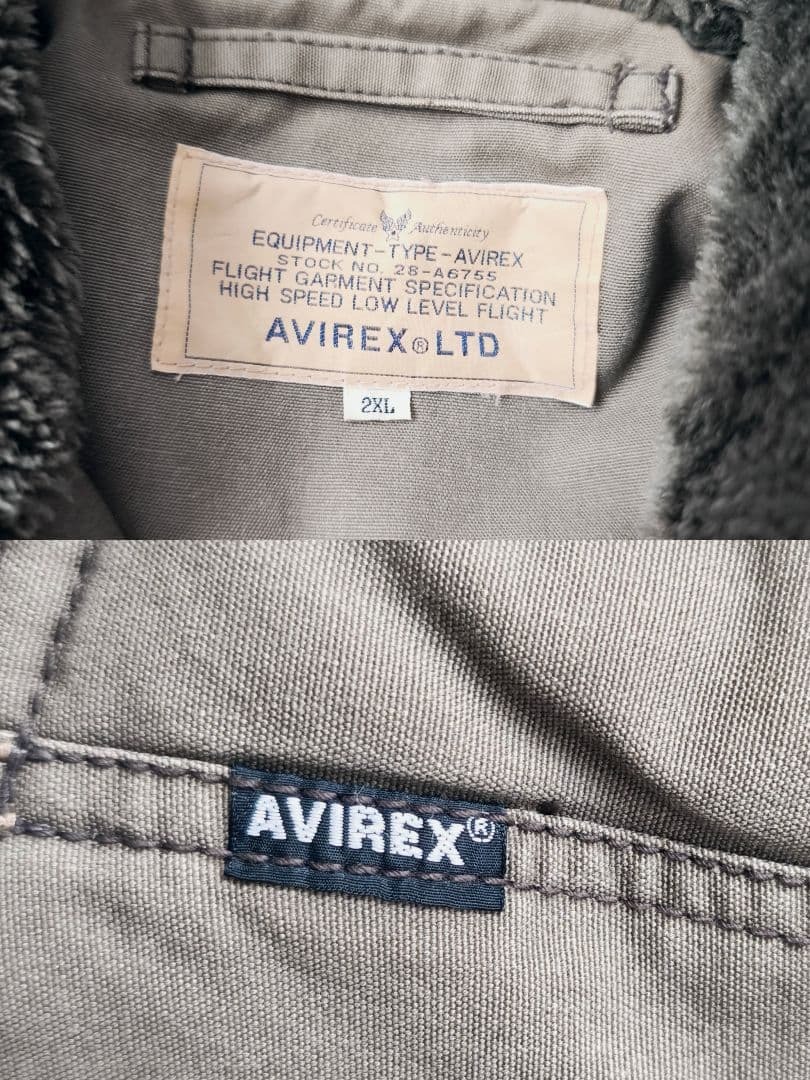 Certificate Authenticity
EQUIPMENT-TYPE-AVIREX
STOCK NO. 28-A6755
FLIGHT GARMENT SPECIFICATION
HIGH SPEED LOW LEVEL FLIGHT
AVIREX® LTD
2XL
AVIREX®